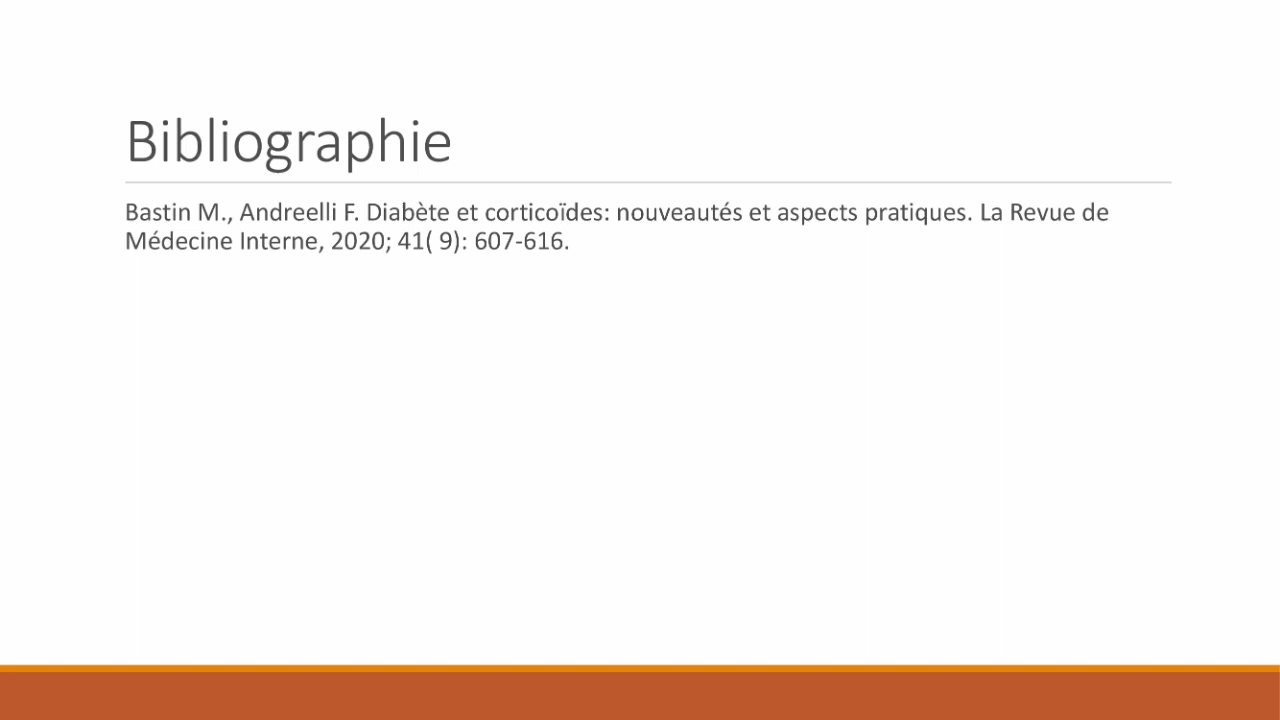 Bibliographie
Bastin M., Andreelli F. Diabète et corticoïdes: nouveautés et aspects pratiques. La Revue de
Médecine Interne, 2020; 41( 9): 607-616.